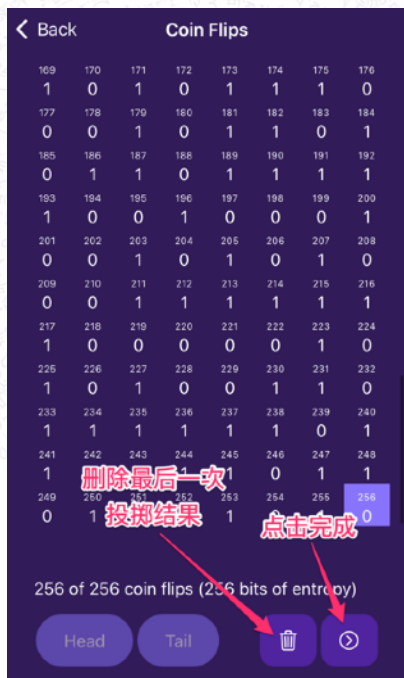 Back
Coin Flips
169 170 171 172 173 174 175 176
1 0 1 0 1 1 1 0
177 178 179 180 181 182 183 184
0 0 1 0 1 1 0 1
185 186 187 188 189 190 191 192
0 1 1 0 1 1 1 1
193 194 195 196 197 198 199 200
1 0 0 1 0 0 0 1
201 202 203 204 205 206 207 208
0 0 1 0 1 0 1 0
209 210 211 212 213 214 215 216
0 0 1 1 1 1 1 1
217 218 219 220 221 222 223 224
1 0 0 0 0 0 1 0
225 226 227 228 229 230 231 232
1 0 1 0 0 1 1 0
233 234 235 236 237 238 239 240
1 1 1 1 1 1 0 1
241 242 243 244 245 246 247 248
1 1 0 1 1
删除最后一次
249 250 251 252 253 254 255 256
0 1 1 0
投掷结果
点击完成
256 of 256 coin flips (256 bits of entropy)
Head
Tail